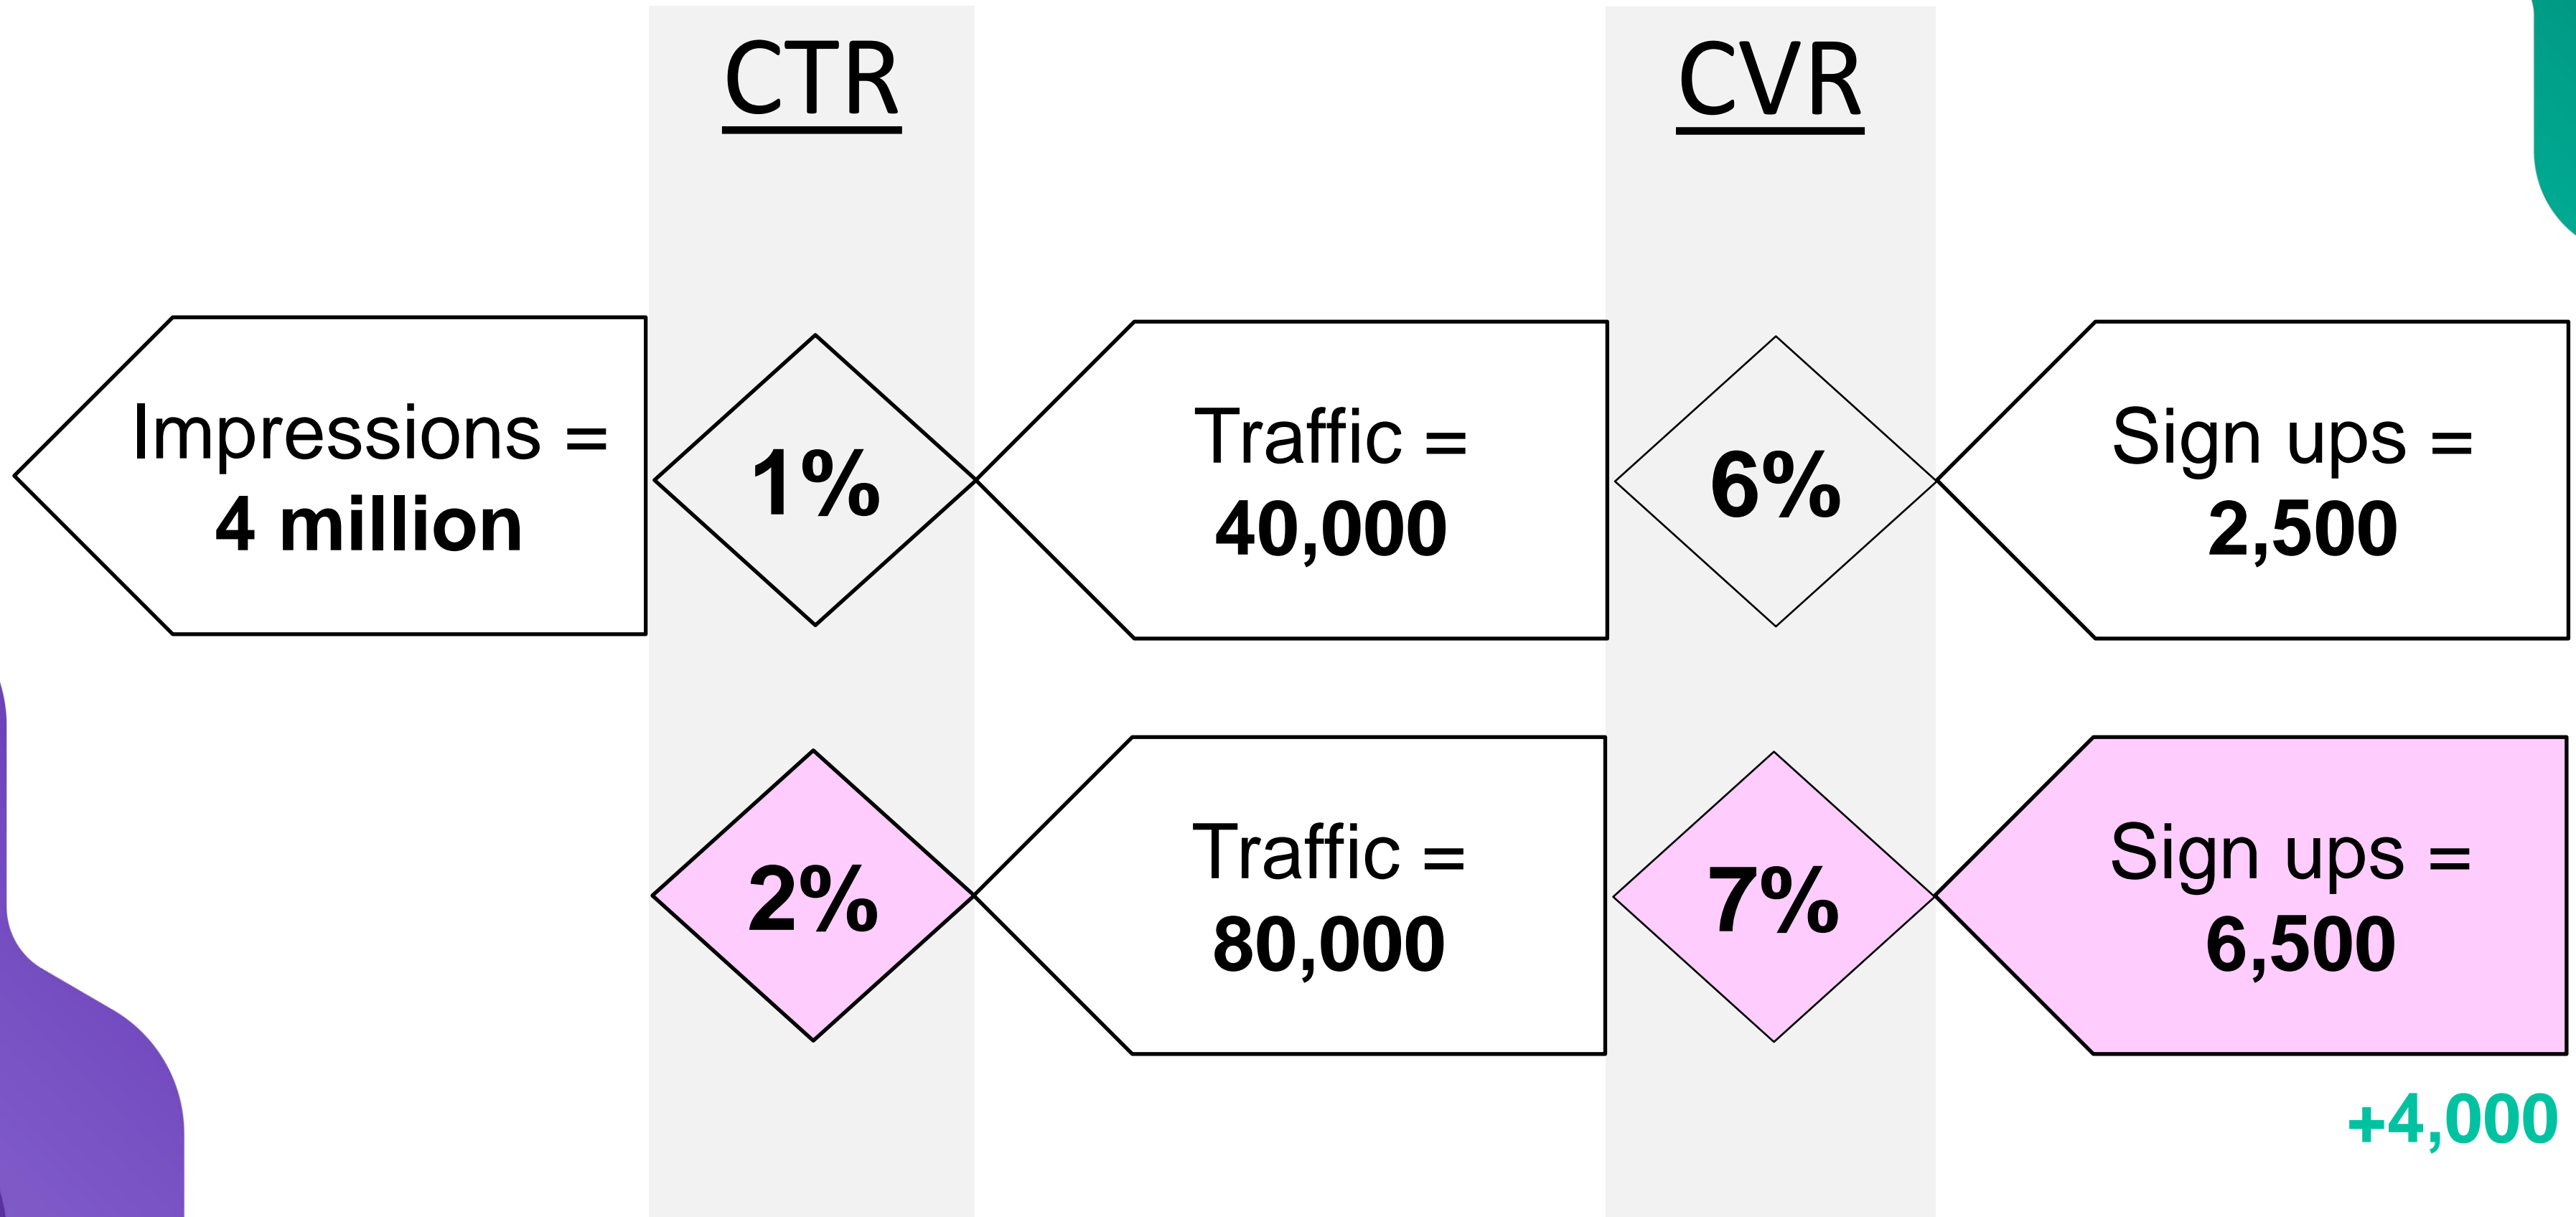 CTR
CVR
Impressions =
4 million
1%
Traffic =
40,000
6%
Sign ups =
2,500
2%
Traffic =
80,000
7%
Sign ups =
6,500
+4,000